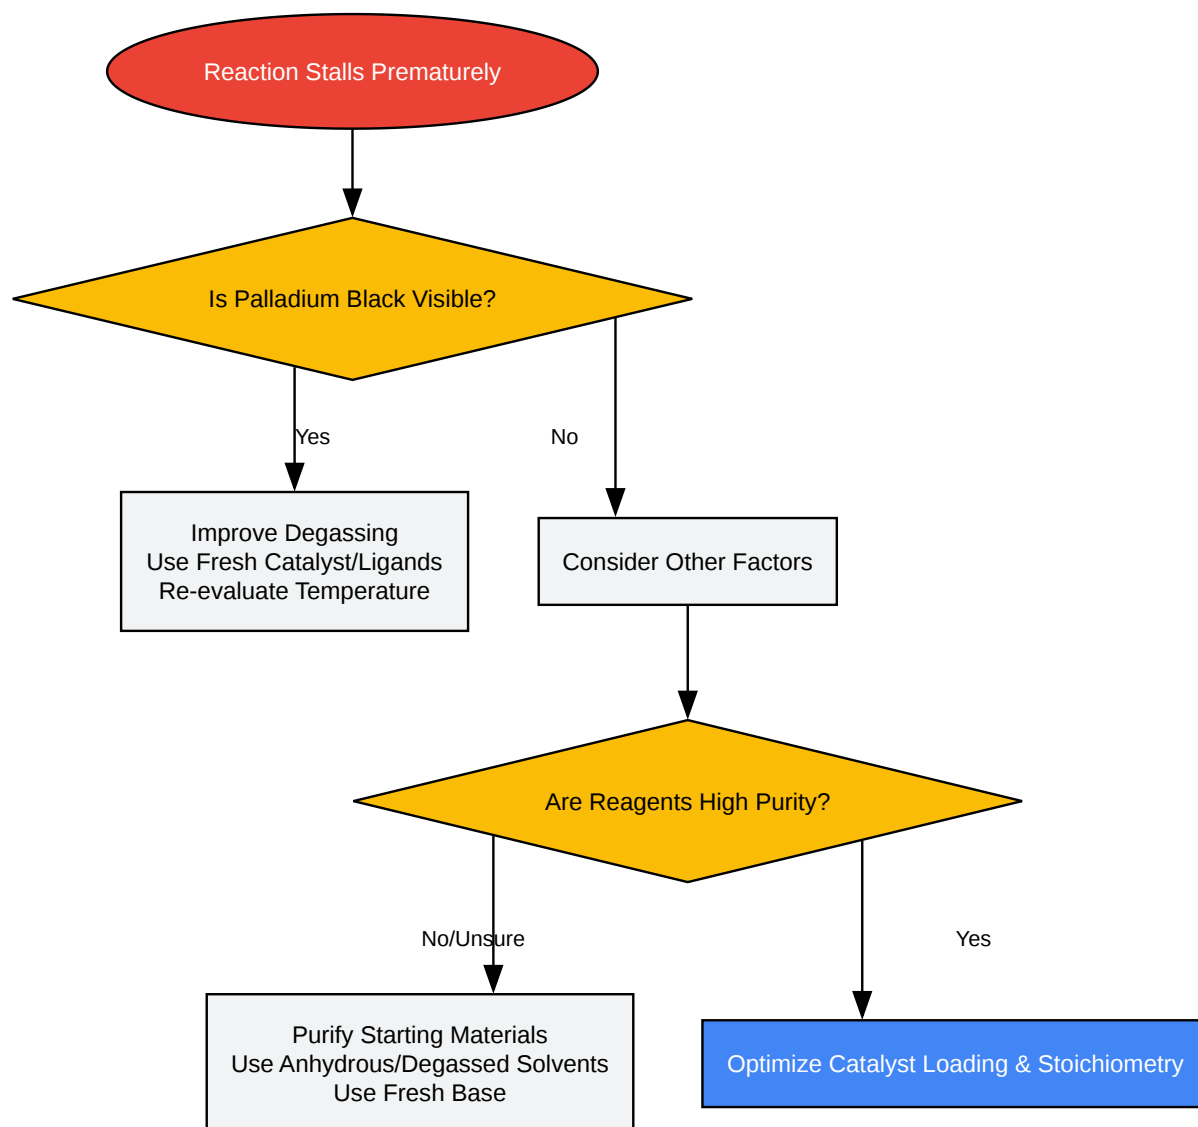 Reaction Stalls Prematurely
Is Palladium Black Visible?
Yes
No
Improve Degassing
Use Fresh Catalyst/Ligands
Re-evaluate Temperature
Consider Other Factors
Are Reagents High Purity?
No/Unsure
Yes
Purify Starting Materials
Use Anhydrous/Degassed Solvents
Use Fresh Base
Optimize Catalyst Loading & Stoichiometry